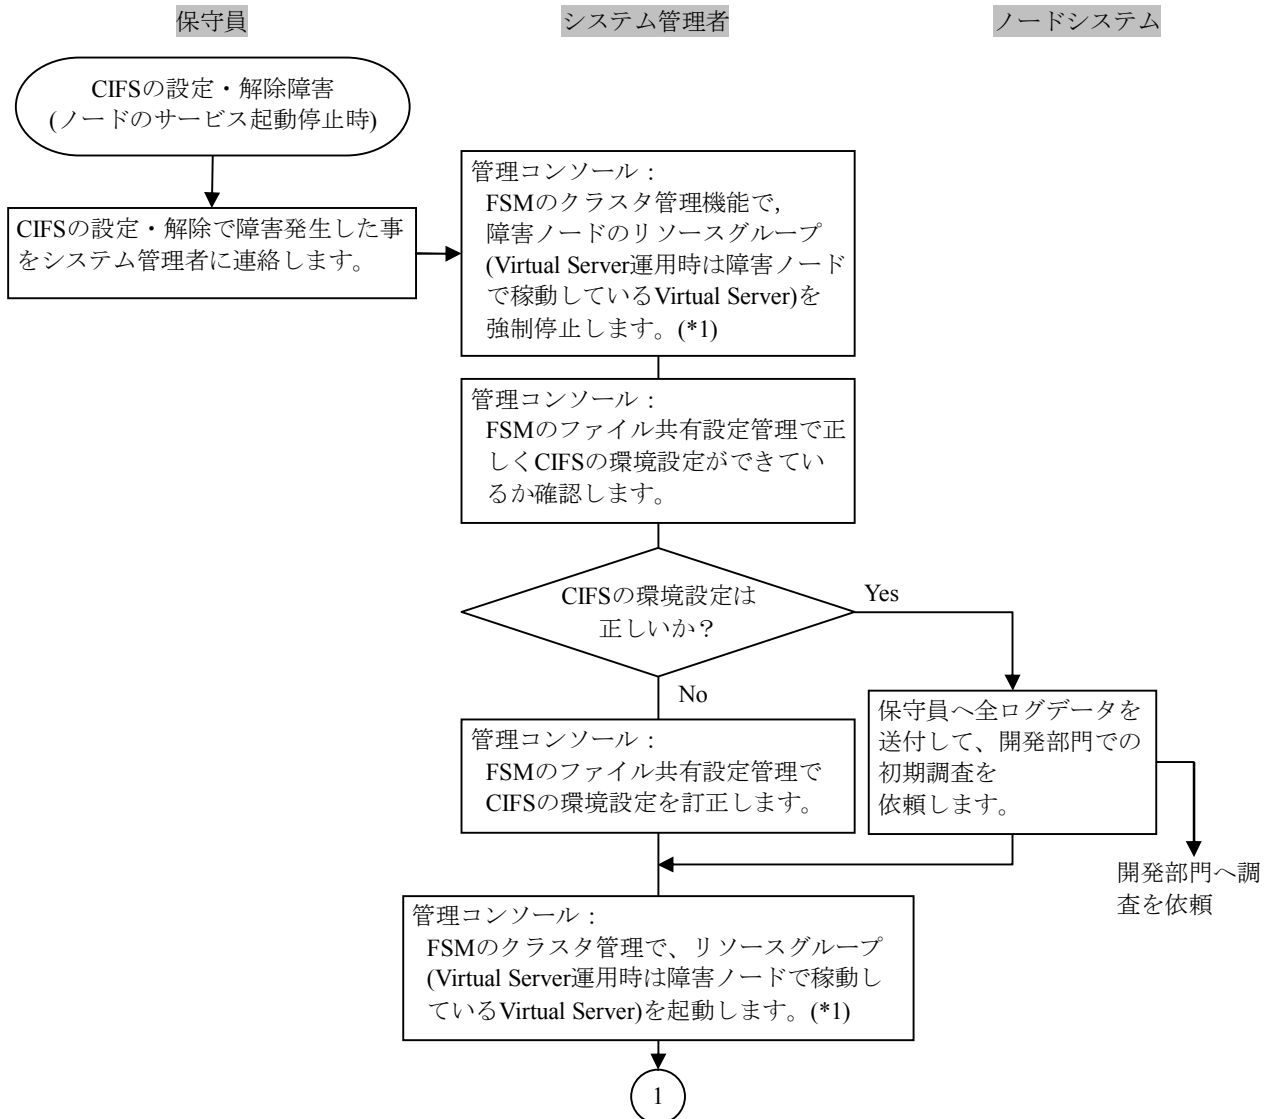 保守員
システム管理者
ノードシステム
CIFSの設定・解除障害
(ノードのサービス起動停止時)
CIFSの設定・解除で障害発生した事
をシステム管理者に連絡します。
管理コンソール：
FSMのクラスタ管理機能で，
障害ノードのリソースグループ
(Virtual Server運用時は障害ノード
で稼動しているVirtual Server)を
強制停止します。(*1)
管理コンソール：
FSMのファイル共有設定管理で正
しくCIFSの環境設定ができてい
るか確認します。
CIFSの環境設定は
正しいか？
Yes
No
保守員へ全ログデータを
送付して、開発部門での
初期調査を
依頼します。
管理コンソール：
FSMのファイル共有設定管理で
CIFSの環境設定を訂正します。
開発部門へ調
査を依頼
管理コンソール：
FSMのクラスタ管理で、リソースグループ
(Virtual Server運用時は障害ノードで稼動し
ているVirtual Server)を起動します。(*1)
1